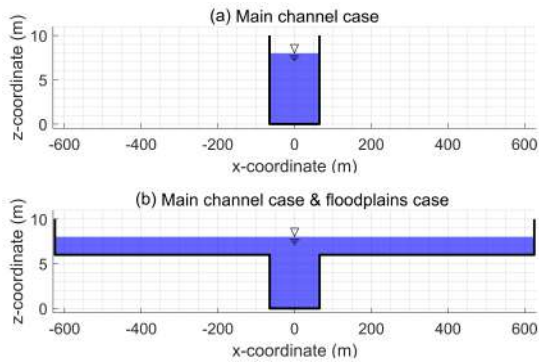 (a) Main channel case
z-coordinate (m)
10
5
0
-600 -400 -200 0 200 400 600
x-coordinate (m)
(b) Main channel case & floodplains case
z-coordinate (m)
10
5
0
-600 -400 -200 0 200 400 600
x-coordinate (m)